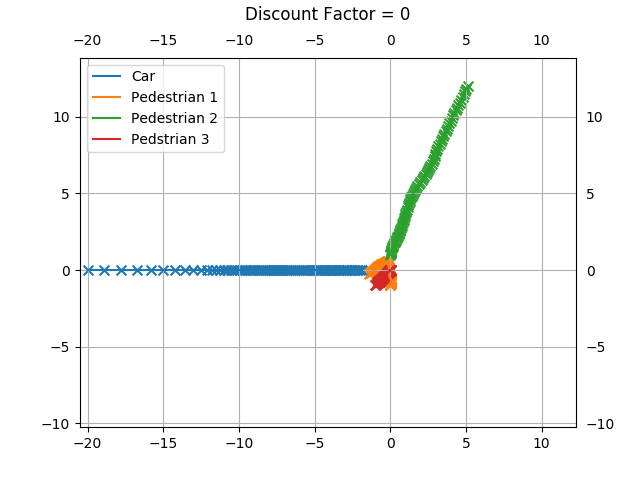 Discount Factor = 0
−20 −15 −10 −5 0 5 10
Car
Pedestrian 1
Pedestrian 2
Pedstrian 3
10 10
5 5
0 0
−5 −5
−10 −10
−20 −15 −10 −5 0 5 10